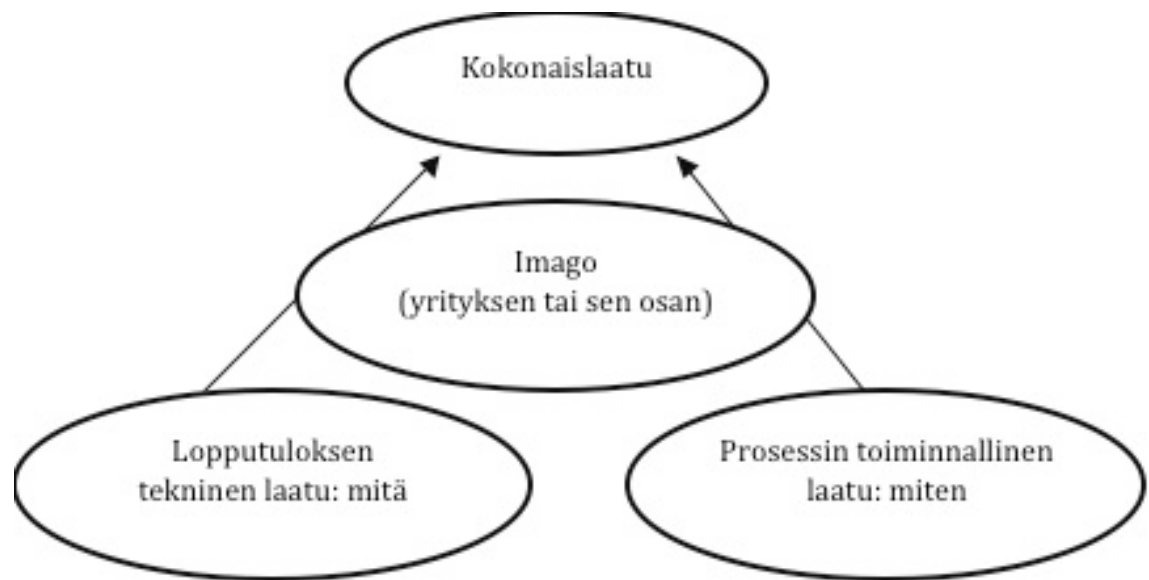 Kokonaislaatu
Imago
(yrityksen tai sen osan)
Lopputuloksen
tekninen laatu: mitä
Prosessin toiminnallinen
laatu: miten